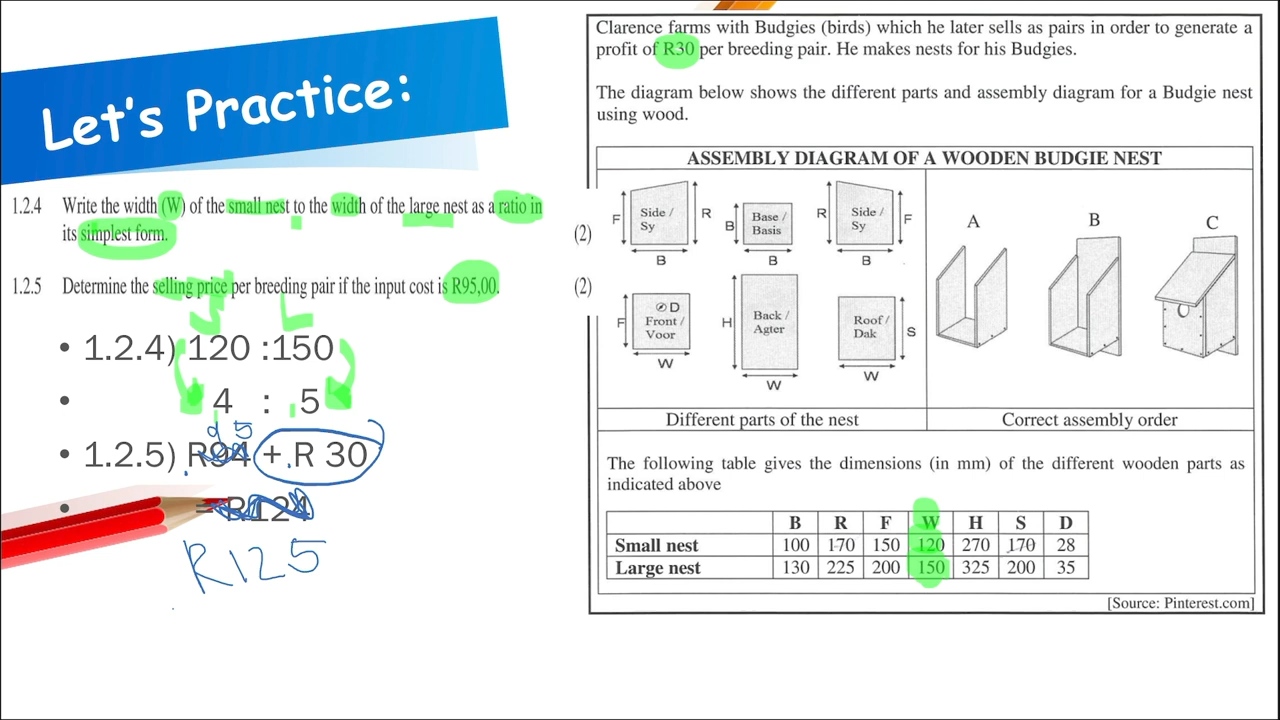 Let's Practice:
1.2.4 Write the width (W) of the small nest to the width of the large nest as a ratio in
its simplest form. (2)
1.2.5 Determine the selling price per breeding pair if the input cost is R95,00. (2)
• 1.2.4) 120 :150
• 4 : 5
95
• 1.2.5) R94 + R 30
• = R124
R125
Clarence farms with Budgies (birds) which he later sells as pairs in order to generate a
profit of R30 per breeding pair. He makes nests for his Budgies.
The diagram below shows the different parts and assembly diagram for a Budgie nest
using wood.
ASSEMBLY DIAGRAM OF A WOODEN BUDGIE NEST
F Side / R
Sy
B
B Base /
Basis
B
R Side / F
Sy
B
D
F Front /
Voor
W
H Back /
Agter
W
Roof / S
Dak
W
A B C
Different parts of the nest Correct assembly order
The following table gives the dimensions (in mm) of the different wooden parts as
indicated above
B R F W H S D
Small nest 100 170 150 120 270 170 28
Large nest 130 225 200 150 325 200 35
[Source: Pinterest.com]